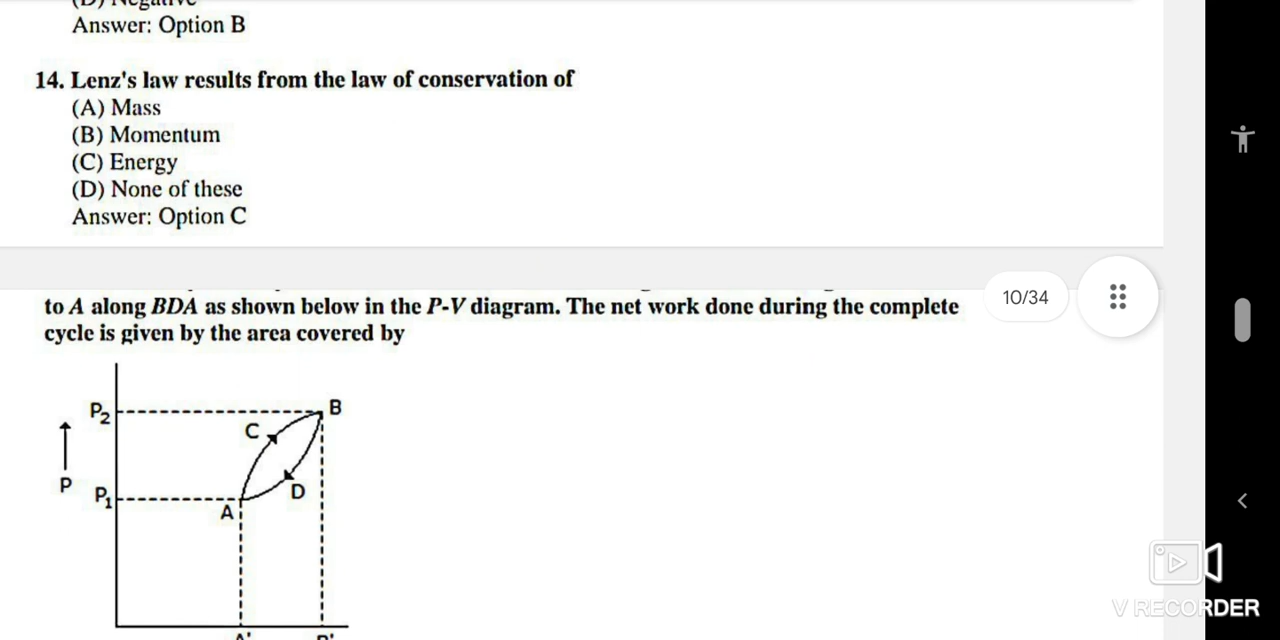 (D) Negative
Answer: Option B
14. Lenz's law results from the law of conservation of
(A) Mass
(B) Momentum
(C) Energy
(D) None of these
Answer: Option C
to A along BDA as shown below in the P-V diagram. The net work done during the complete
cycle is given by the area covered by
10/34
P2
B
C
P
P1
D
A
A'
B'
V RECORDER